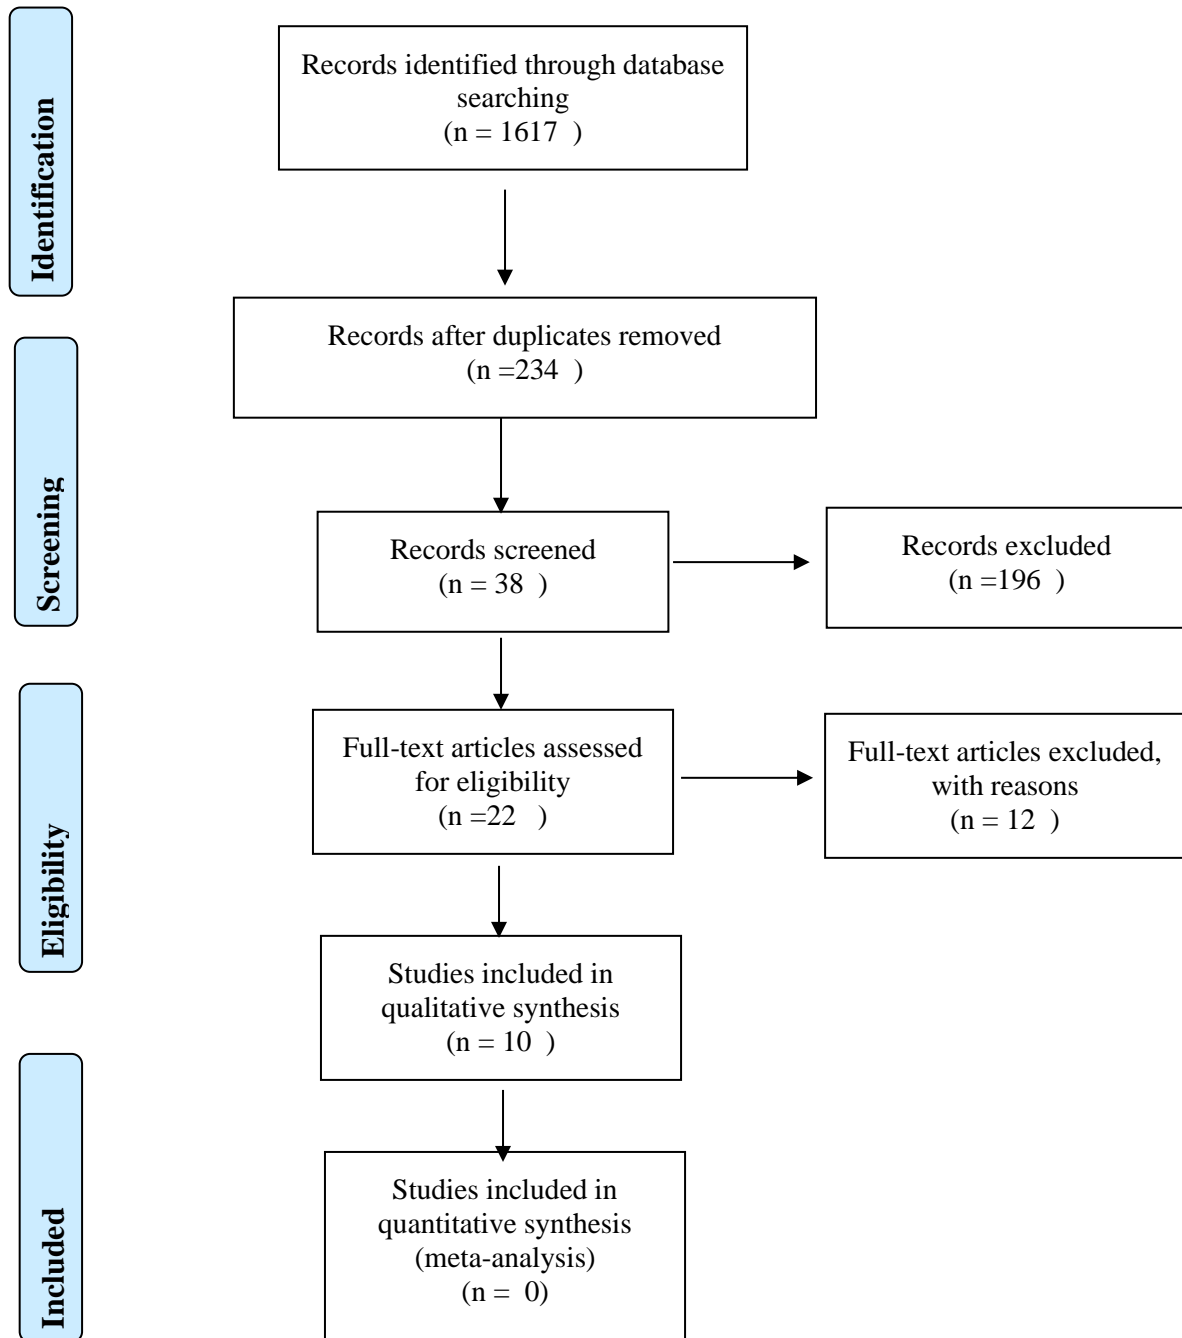 Identification
Records identified through database
searching
(n = 1617  )
Records after duplicates removed
(n =234  )
Screening
Records screened
(n = 38  )
Records excluded
(n =196  )
Eligibility
Full-text articles assessed
for eligibility
(n =22   )
Full-text articles excluded,
with reasons
(n = 12  )
Studies included in
qualitative synthesis
(n = 10  )
Included
Studies included in
quantitative synthesis
(meta-analysis)
(n =  0)